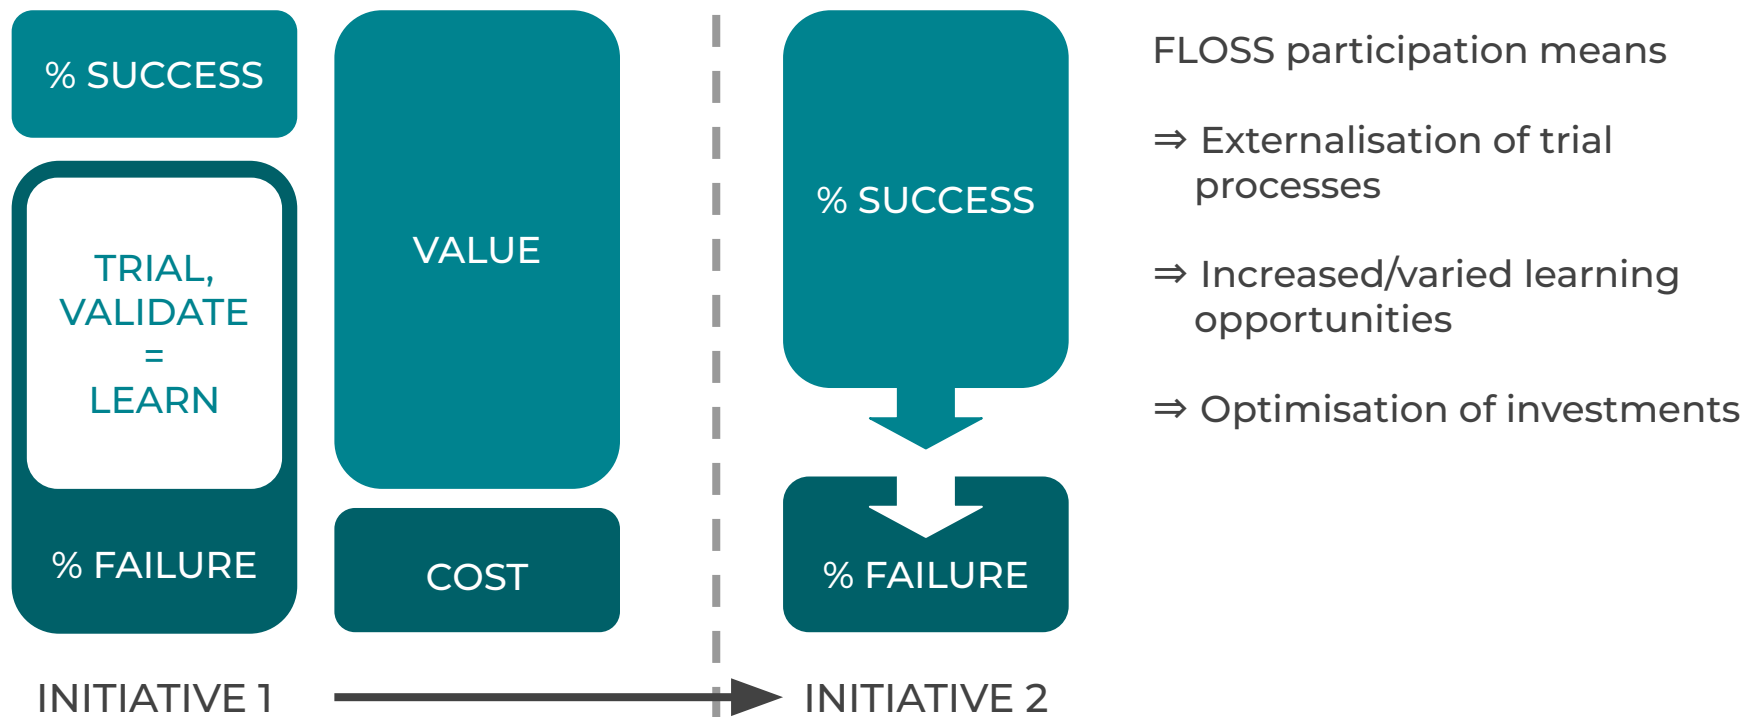 % SUCCESS
TRIAL,
VALIDATE
=
LEARN
% FAILURE
VALUE
COST
INITIATIVE 1
% SUCCESS
% FAILURE
INITIATIVE 2
FLOSS participation means
⇒ Externalisation of trial
processes
⇒ Increased/varied learning
opportunities
⇒ Optimisation of investments